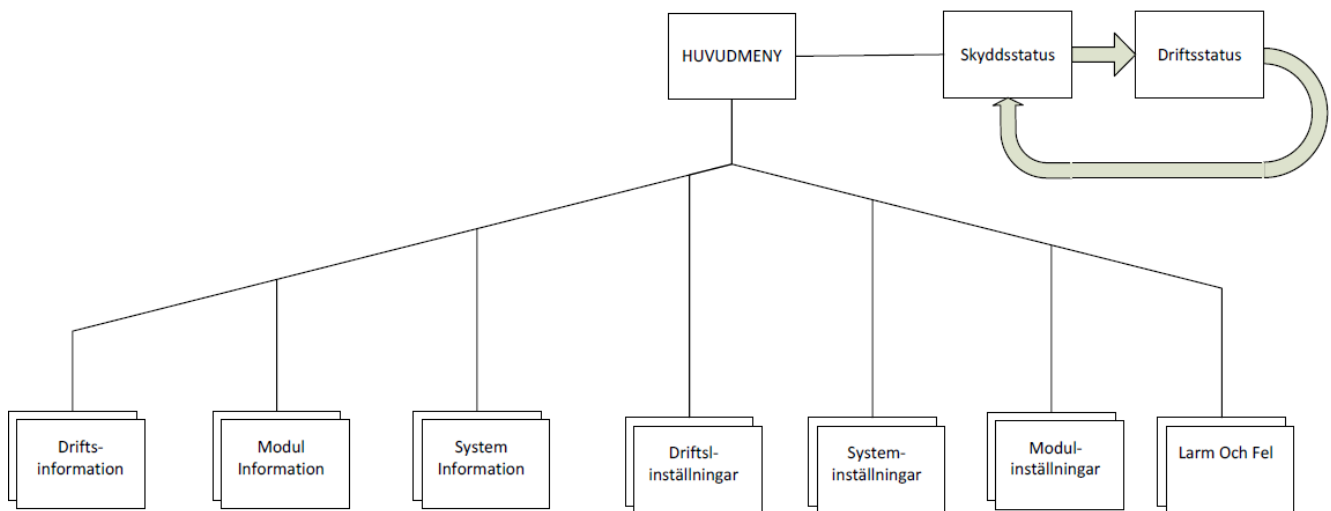 HUVUDMENY
Skyddsstatus
Driftsstatus
Drifts-
information
Modul
Information
System
Information
Driftsl-
inställningar
System-
inställningar
Modul-
inställningar
Larm Och Fel